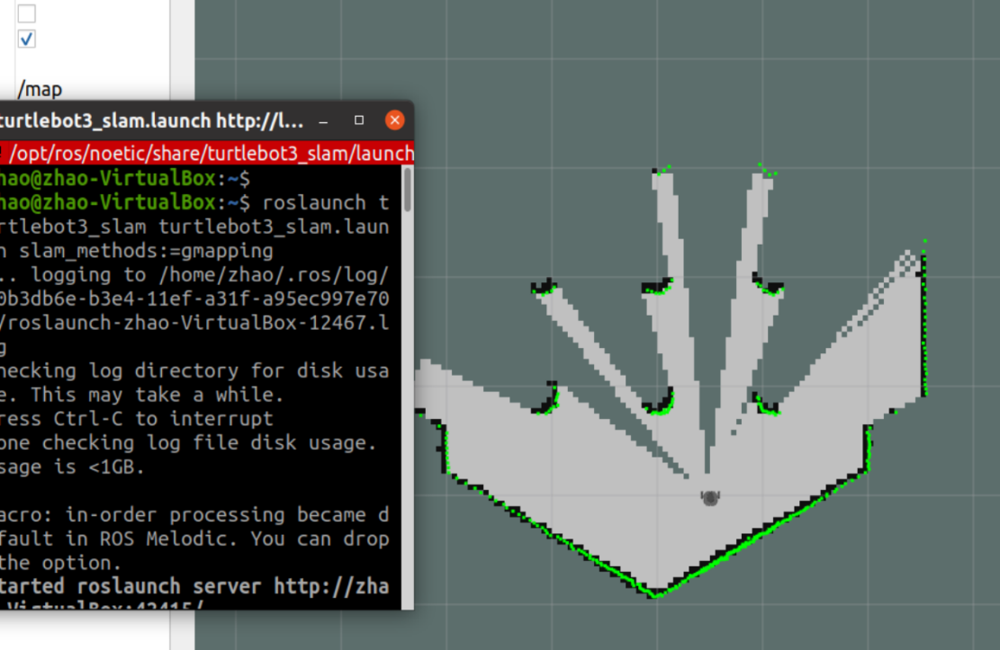 /map
turtlebot3_slam.launch http://l...
/opt/ros/noetic/share/turtlebot3_slam/launch
hao@zhao-VirtualBox:~$
hao@zhao-VirtualBox:~$ roslaunch t
rtlebot3_slam turtlebot3_slam.laun
h slam_methods:=gmapping
.. logging to /home/zhao/.ros/log/
0b3db6e-b3e4-11ef-a31f-a95ec997e70
/roslaunch-zhao-VirtualBox-12467.l
g
hecking log directory for disk usa
e. This may take a while.
ress Ctrl-C to interrupt
one checking log file disk usage.
sage is <1GB.
acro: in-order processing became d
fault in ROS Melodic. You can drop
the option.
tarted roslaunch server http://zha
VirtualBox:42415/